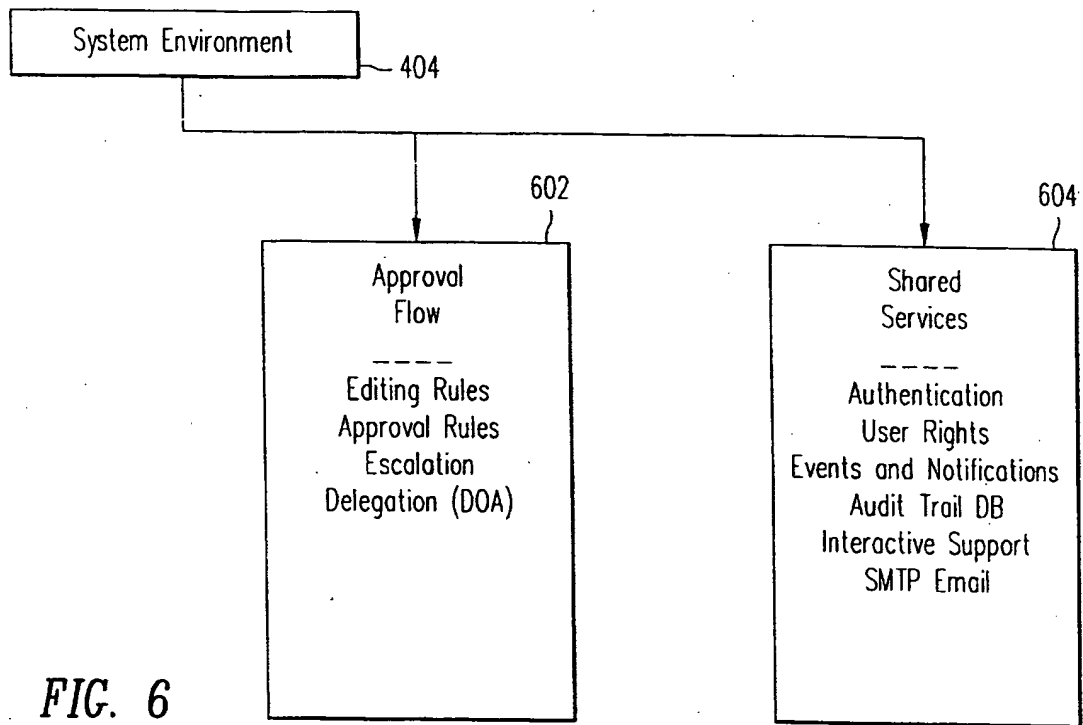 System Environment
404
602
604
Approval
Flow
Editing Rules
Approval Rules
Escalation
Delegation (DOA)
Shared
Services
Authentication
User Rights
Events and Notifications
Audit Trail DB
Interactive Support
SMTP Email
FIG. 6